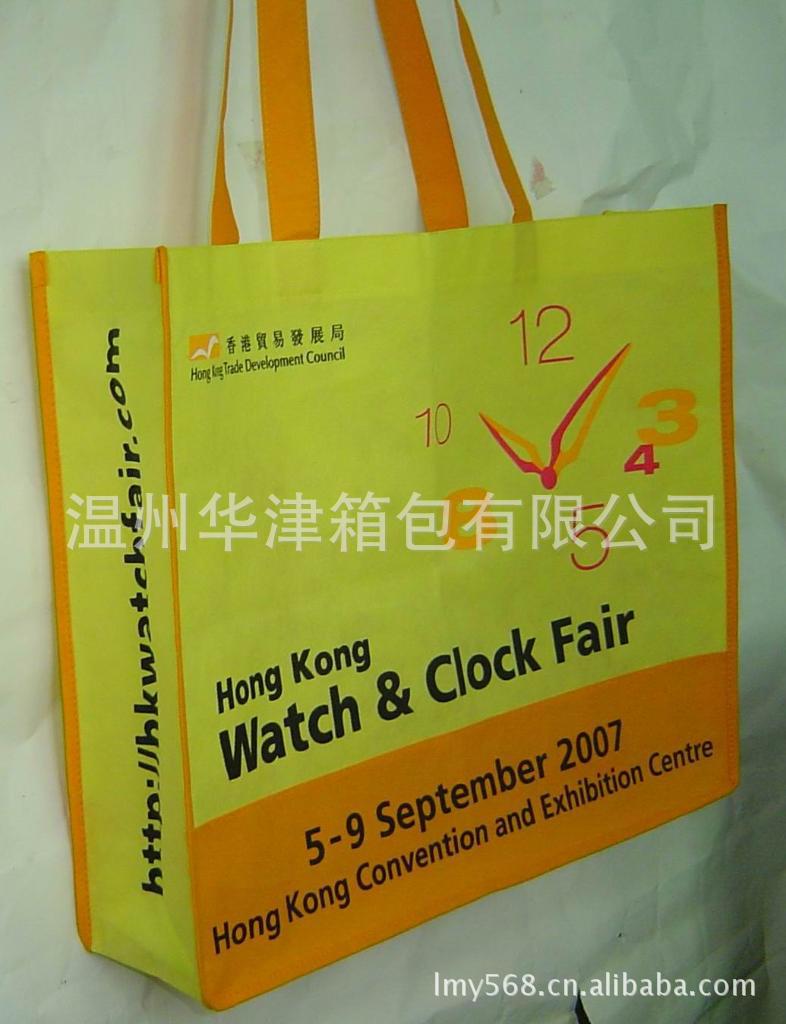 香港貿易發展局
Hong Kong Trade Development Council
12
10
3
4
8
5
温州华津箱包有限公司
Hong Kong
Watch & Clock Fair
5-9 September 2007
Hong Kong Convention and Exhibition Centre
http://hkwatchfair.com
lmy568.cn.alibaba.com